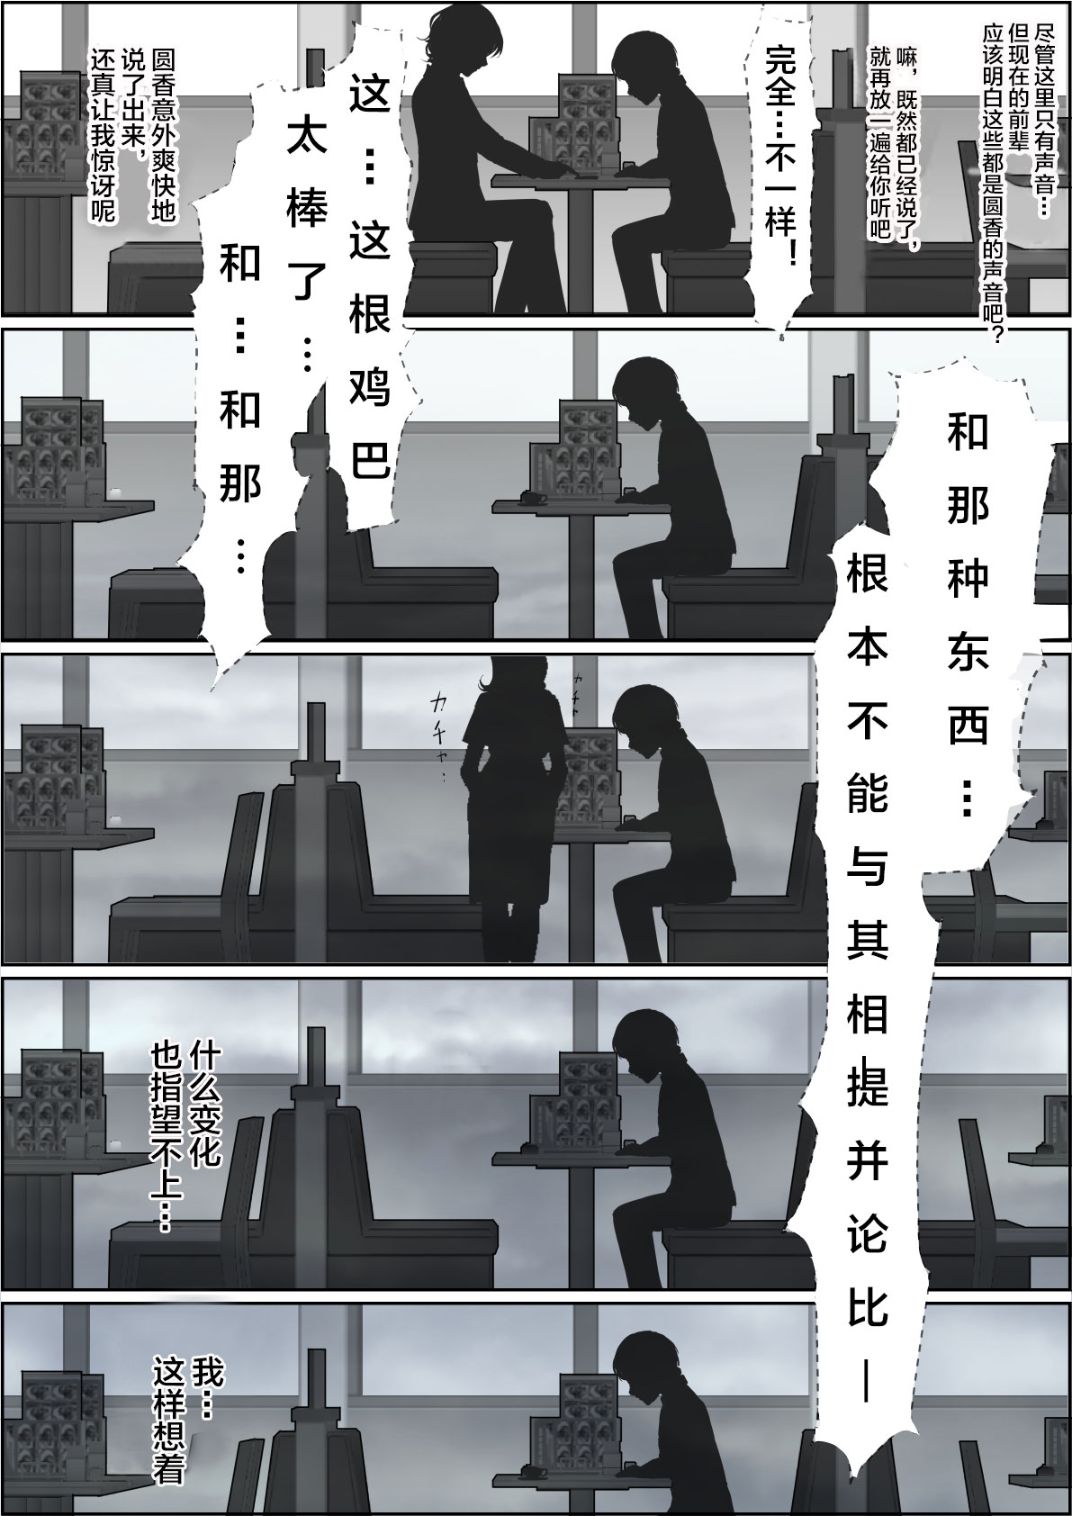 尽管这里只有声音…
但现在的前辈
应该明白这些都是圆香的声音吧？
嘛，既然都已经说了，
就再放一遍给你听吧
完全…不一样！
这…这根鸡巴
太棒了…
和…和那…
圆香意外爽快地
说了出来，
还真让我惊讶呢
和那种东西…
根本不能与其相提并论比—
カチャ
カチャ…
什么变化
也指望不上…
我…
这样想着